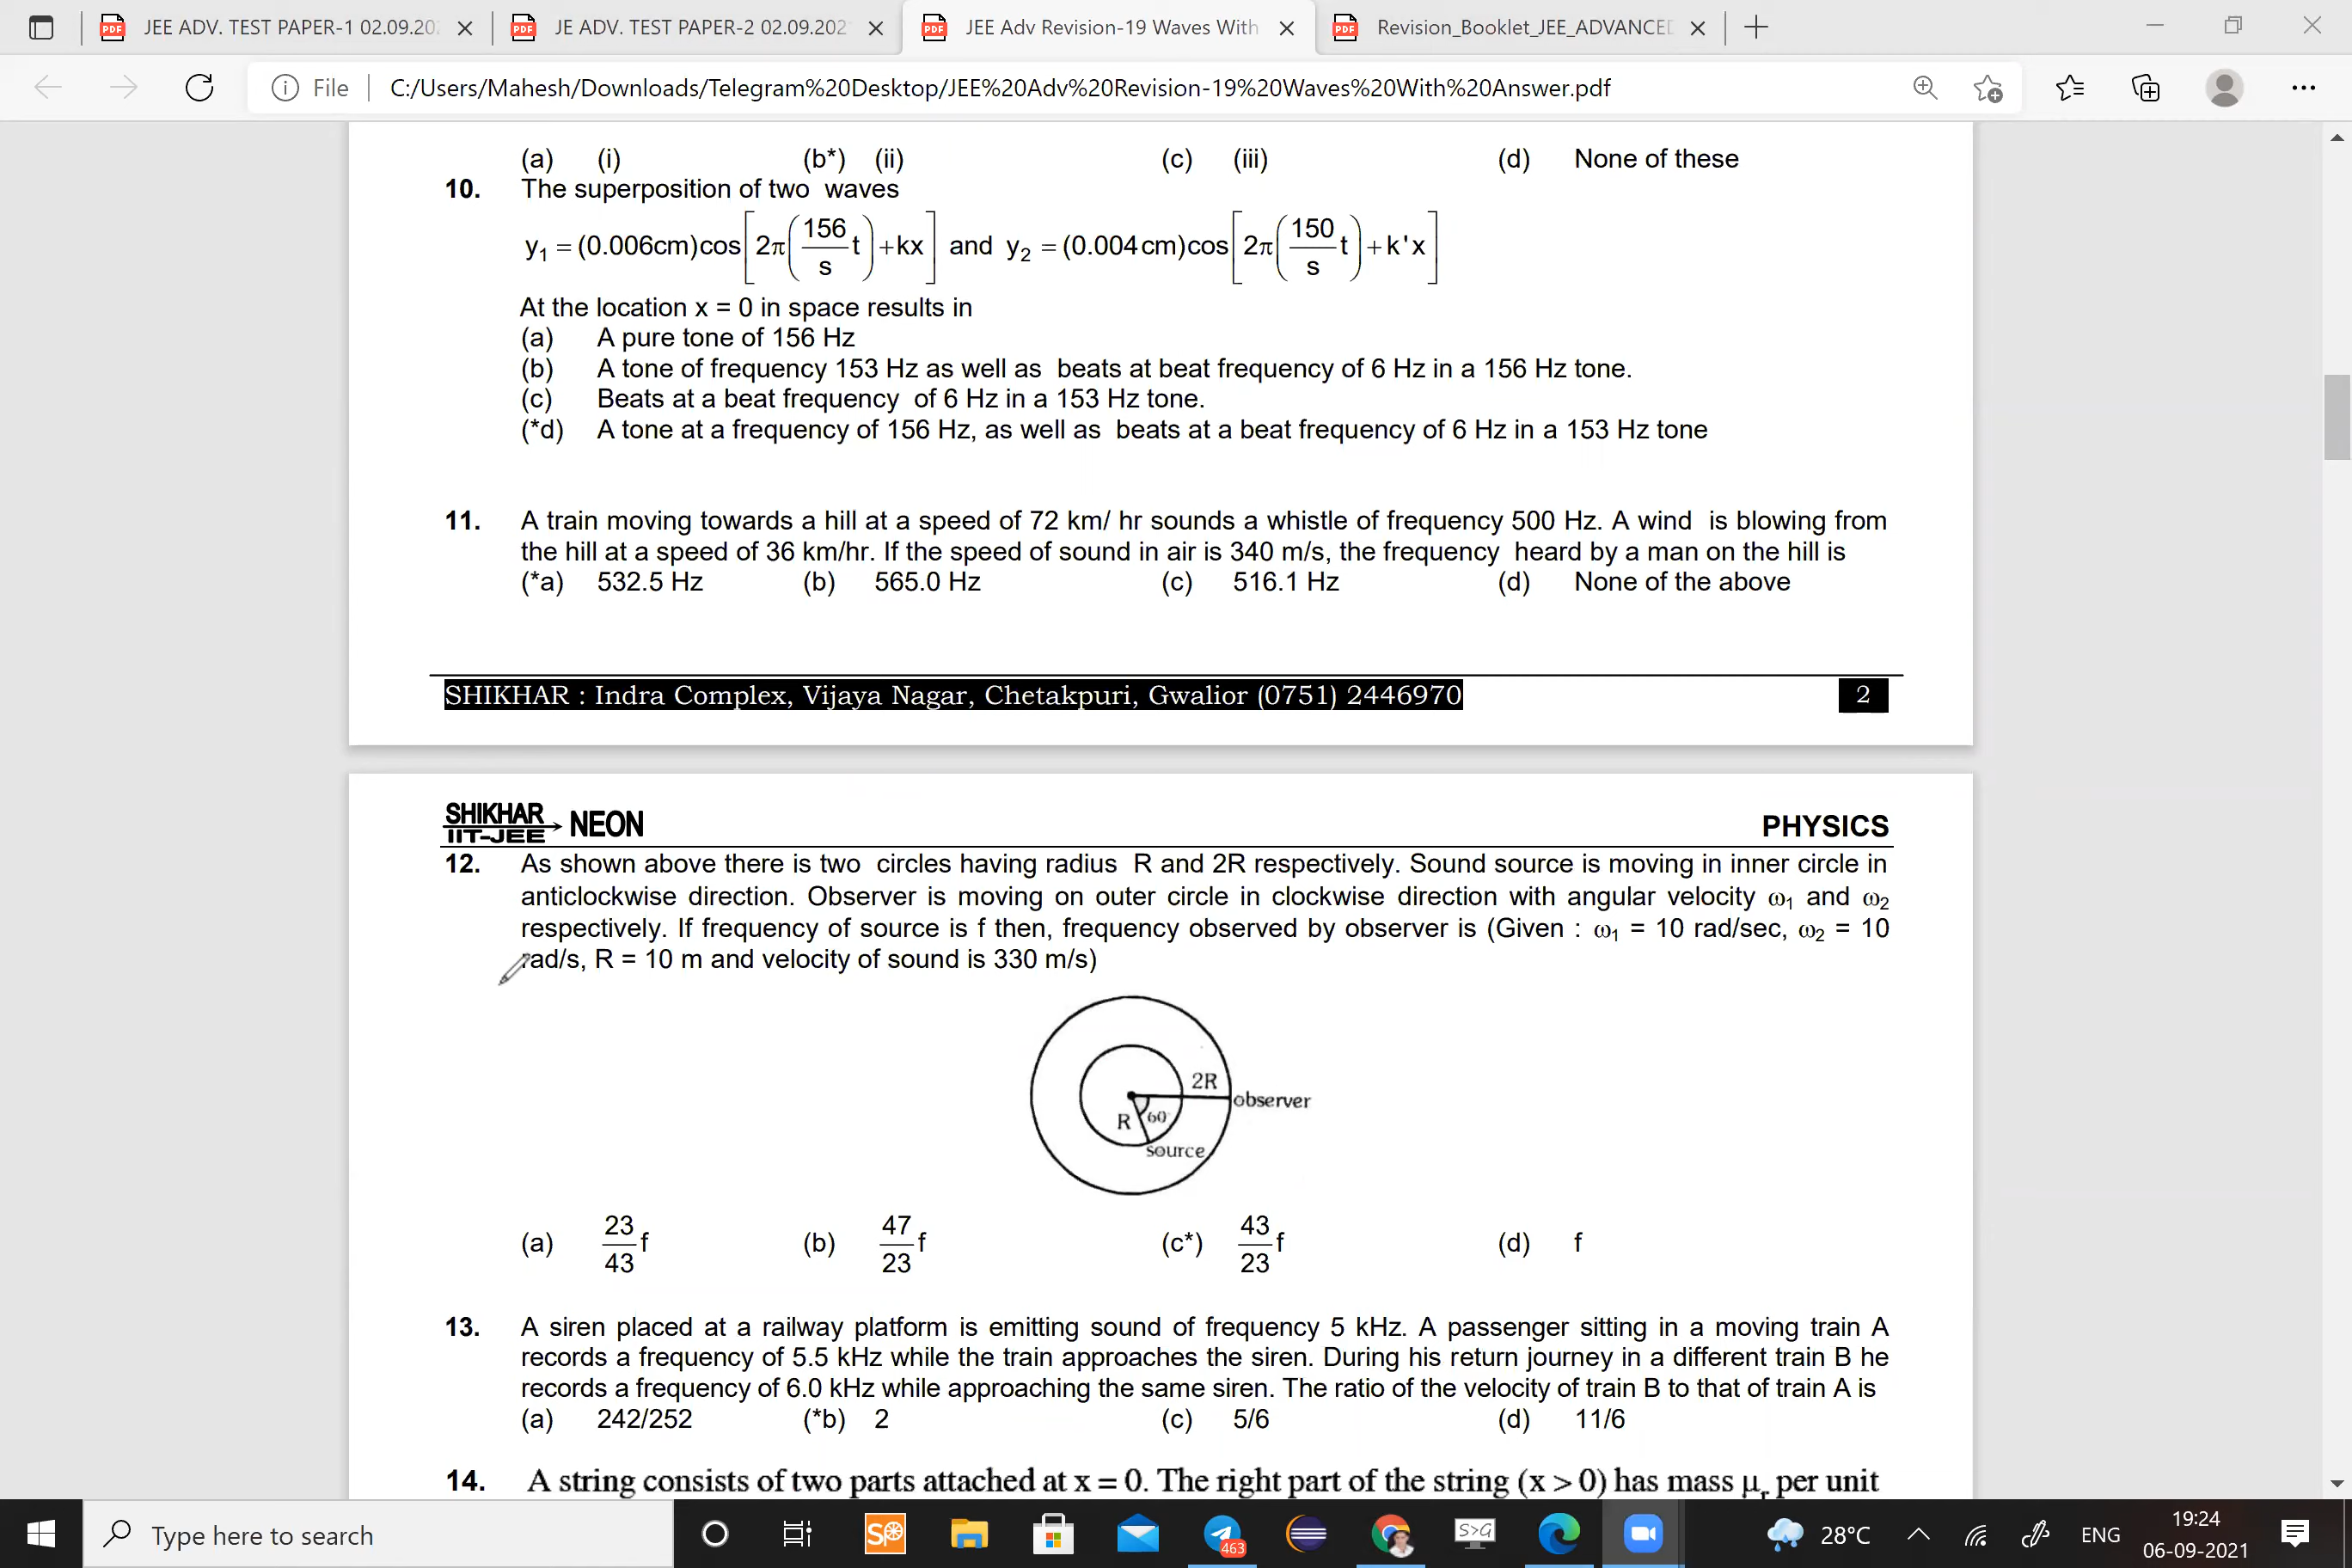 JEE ADV. TEST PAPER-1 02.09.20
JE ADV. TEST PAPER-2 02.09.202
JEE Adv Revision-19 Waves With
Revision_Booklet_JEE_ADVANCED
File C:/Users/Mahesh/Downloads/Telegram%20Desktop/JEE%20Adv%20Revision-19%20Waves%20With%20Answer.pdf
(a) (i) (b*) (ii) (c) (iii) (d) None of these
10. The superposition of two waves
y₁ = (0.006cm)cos[2π(156/s t) + kx] and y₂ = (0.004 cm)cos[2π(150/s t) + k'x]
At the location x = 0 in space results in
(a) A pure tone of 156 Hz
(b) A tone of frequency 153 Hz as well as beats at beat frequency of 6 Hz in a 156 Hz tone.
(c) Beats at a beat frequency of 6 Hz in a 153 Hz tone.
(*d) A tone at a frequency of 156 Hz, as well as beats at a beat frequency of 6 Hz in a 153 Hz tone
11. A train moving towards a hill at a speed of 72 km/ hr sounds a whistle of frequency 500 Hz. A wind is blowing from
the hill at a speed of 36 km/hr. If the speed of sound in air is 340 m/s, the frequency heard by a man on the hill is
(*a) 532.5 Hz (b) 565.0 Hz (c) 516.1 Hz (d) None of the above
SHIKHAR : Indra Complex, Vijaya Nagar, Chetakpuri, Gwalior (0751) 2446970 2
SHIKHAR IIT-JEE NEON PHYSICS
12. As shown above there is two circles having radius R and 2R respectively. Sound source is moving in inner circle in
anticlockwise direction. Observer is moving on outer circle in clockwise direction with angular velocity ω₁ and ω₂
respectively. If frequency of source is f then, frequency observed by observer is (Given : ω₁ = 10 rad/sec, ω₂ = 10
rad/s, R = 10 m and velocity of sound is 330 m/s)
2R
observer
R 60
source
(a) 23/43 f (b) 47/23 f (c*) 43/23 f (d) f
13. A siren placed at a railway platform is emitting sound of frequency 5 kHz. A passenger sitting in a moving train A
records a frequency of 5.5 kHz while the train approaches the siren. During his return journey in a different train B he
records a frequency of 6.0 kHz while approaching the same siren. The ratio of the velocity of train B to that of train A is
(a) 242/252 (*b) 2 (c) 5/6 (d) 11/6
14. A string consists of two parts attached at x = 0. The right part of the string (x > 0) has mass μᵣ per unit
Type here to search
463
S>G
28°C
ENG
19:24
06-09-2021